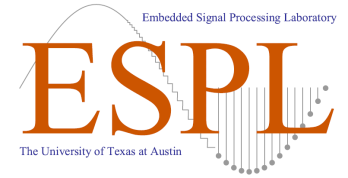 Embedded Signal Processing Laboratory
ESPL
The University of Texas at Austin